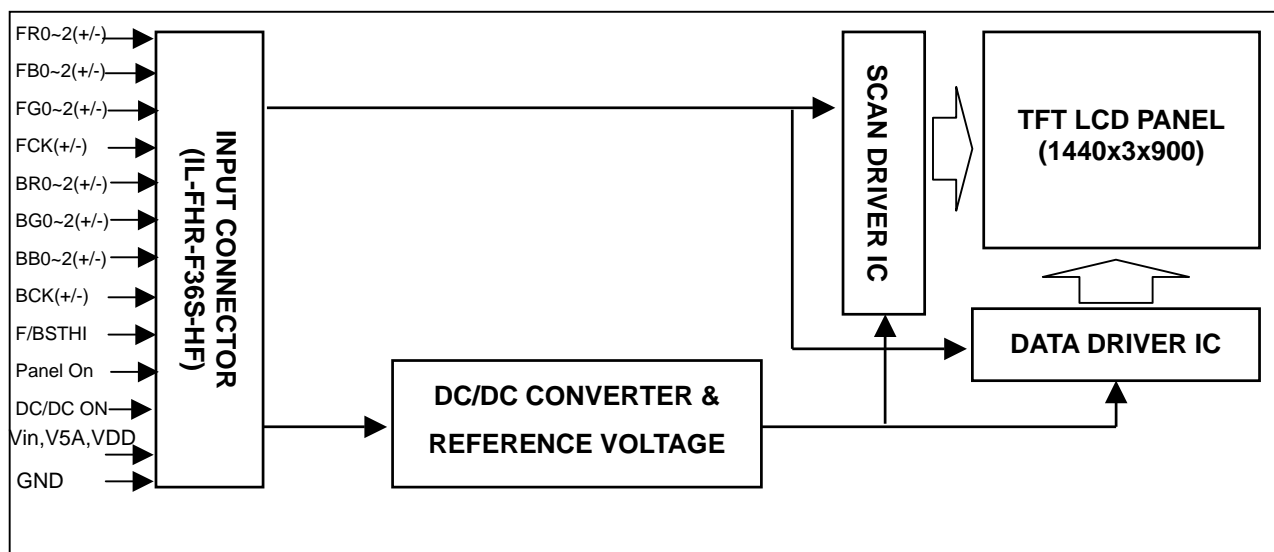 FR0~2(+/-)
FB0~2(+/-)
FG0~2(+/-)
FCK(+/-)
BR0~2(+/-)
BG0~2(+/-)
BB0~2(+/-)
BCK(+/-)
F/BSTHI
Panel On
DC/DC ON
Vin,V5A,VDD
GND
INPUT CONNECTOR
(IL-FHR-F36S-HF)
DC/DC CONVERTER &
REFERENCE VOLTAGE
SCAN DRIVER IC
TFT LCD PANEL
(1440x3x900)
DATA DRIVER IC